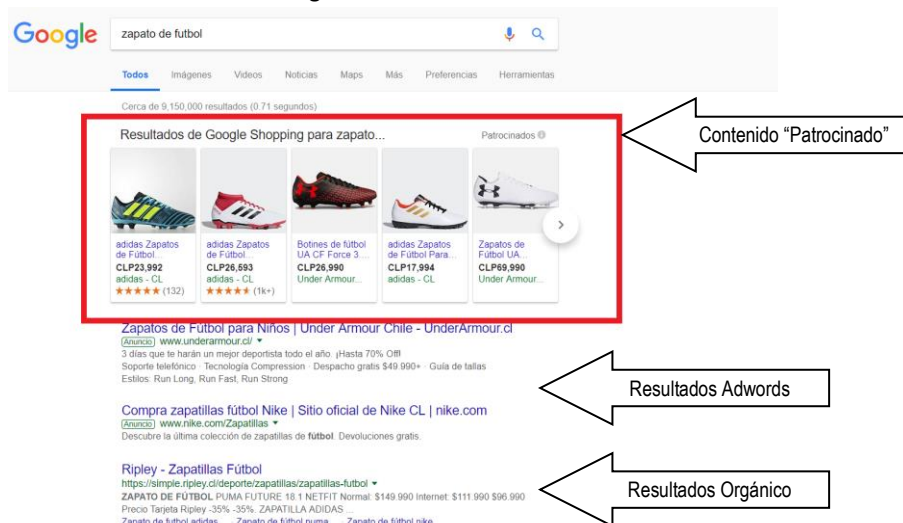 Google
zapato de futbol
Todos Imágenes Videos Noticias Maps Más Preferencias Herramientas
Cerca de 9,150,000 resultados (0.71 segundos)
Resultados de Google Shopping para zapato...
Patrocinados
Contenido “Patrocinado”
adidas Zapatos
de Fútbol...
CLP23,992
adidas - CL
(132)
adidas Zapatos
de Fútbol...
CLP26,593
adidas - CL
(1k+)
Botines de fútbol
UA CF Force 3....
CLP26,990
Under Armour...
adidas Zapatos
de Fútbol Para...
CLP17,994
adidas - CL
Zapatos de
Fútbol UA...
CLP69,990
Under Armour...
Zapatos de Fútbol para Niños | Under Armour Chile - UnderArmour.cl
Anuncio www.underarmour.cl/
3 días que te harán un mejor deportista todo el año. ¡Hasta 70% Off!
Soporte telefónico · Tecnología Compression · Despacho gratis $49.990+ · Guía de tallas
Estilos: Run Long, Run Fast, Run Strong
Resultados Adwords
Compra zapatillas fútbol Nike | Sitio oficial de Nike CL | nike.com
Anuncio www.nike.com/Zapatillas
Descubre la última colección de zapatillas de fútbol. Devoluciones gratis.
Ripley - Zapatillas Fútbol
https://simple.ripley.cl/deporte/zapatillas/zapatillas-futbol
ZAPATO DE FÚTBOL PUMA FUTURE 18.1 NETFIT Normal: $149.990 Internet: $111.990 $96.990
Precio Tarjeta Ripley -35% -35%. ZAPATILLA ADIDAS ...
Zapato de futbol adidas · Zapato de fútbol puma · Zapato de fútbol nike
Resultados Orgánico